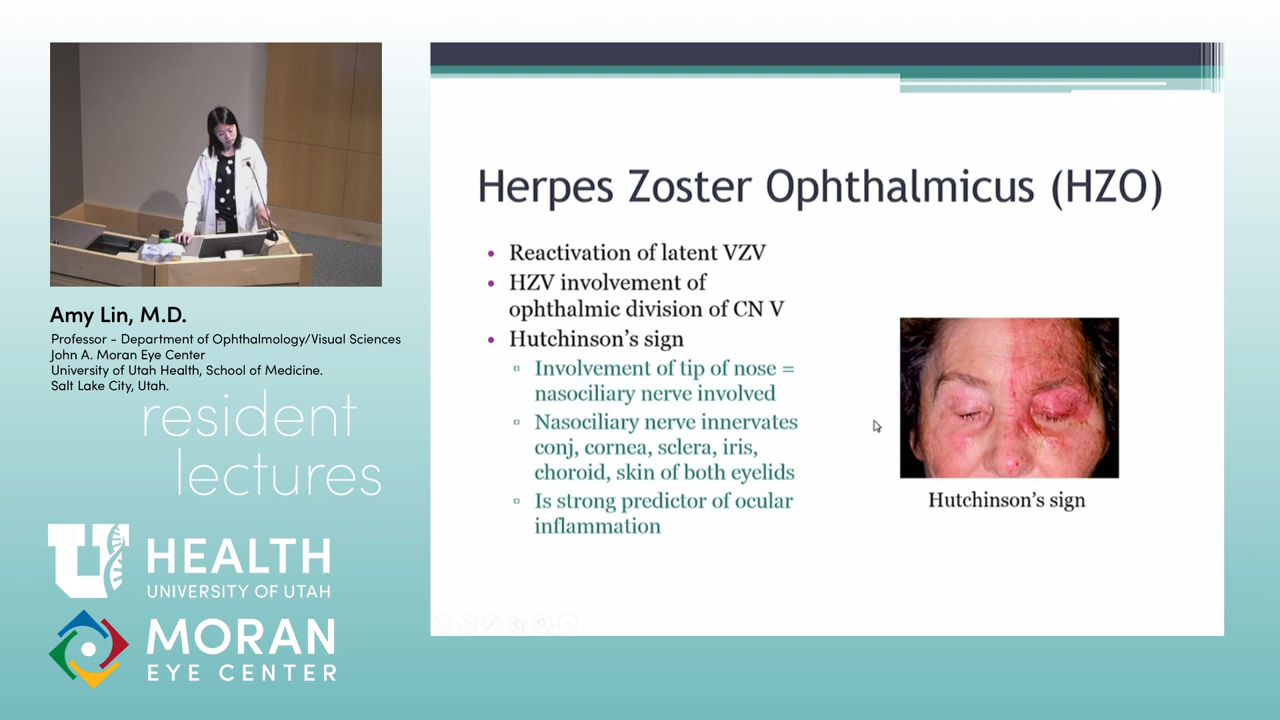 Amy Lin, M.D.
Professor - Department of Ophthalmology/Visual Sciences
John A. Moran Eye Center
University of Utah Health, School of Medicine.
Salt Lake City, Utah.
resident
lectures
U
HEALTH
UNIVERSITY OF UTAH
MORAN
EYE CENTER
Herpes Zoster Ophthalmicus (HZO)
• Reactivation of latent VZV
• HZV involvement of
ophthalmic division of CN V
• Hutchinson’s sign
▫ Involvement of tip of nose =
nasociliary nerve involved
▫ Nasociliary nerve innervates
conj, cornea, sclera, iris,
choroid, skin of both eyelids
▫ Is strong predictor of ocular
inflammation
Hutchinson’s sign